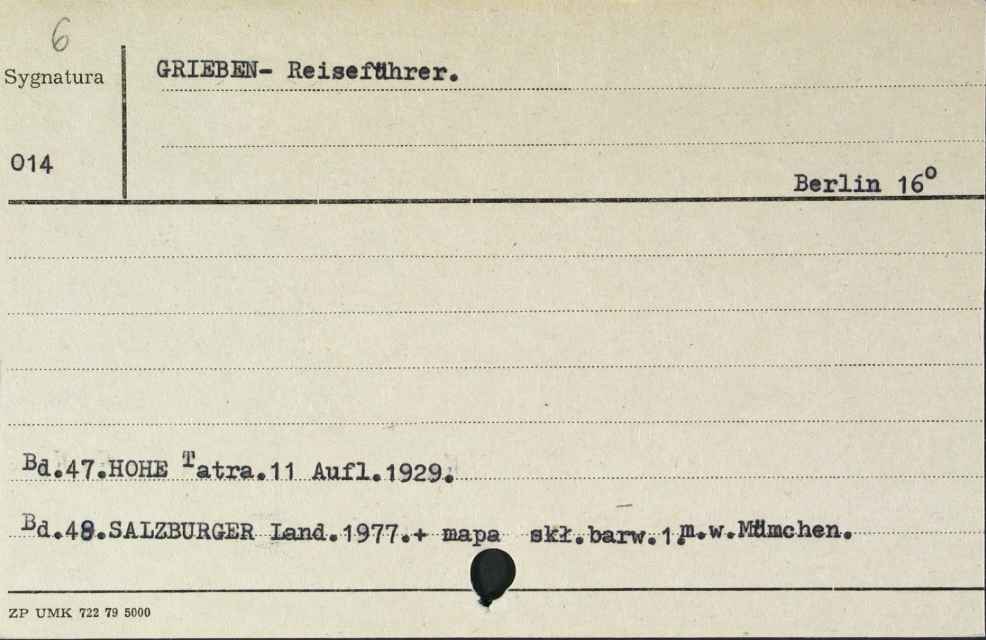 6
Sygnatura
GRIEBEN- Reiseführer.
014
Berlin 16°
Bd.47.HOHE Tatra.11 Aufl.1929.
Bd.48.SALZBURGER Land.1977.+ mapa skł.barw.1.m.w.Mümchen.
ZP UMK 722 79 5000